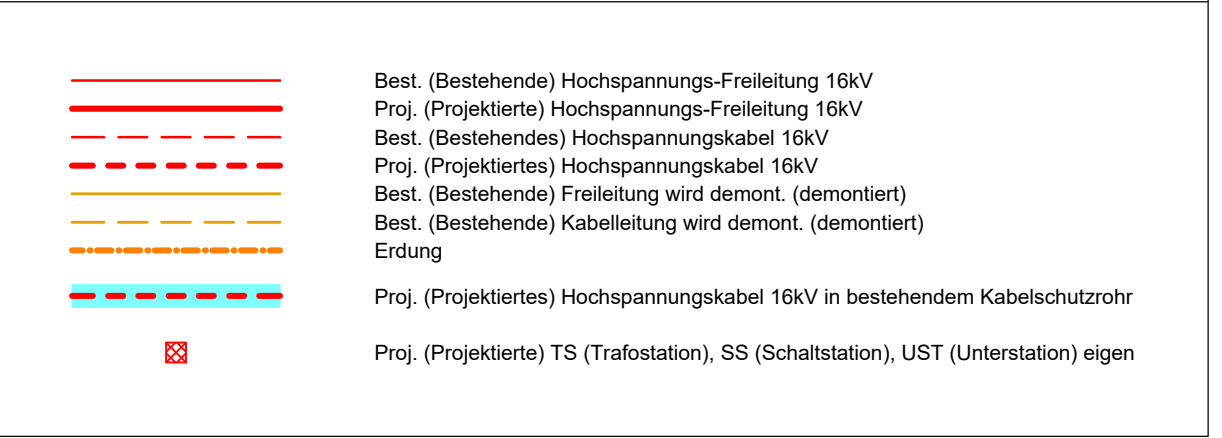 Best. (Bestehende) Hochspannungs-Freileitung 16kV
Proj. (Projektierte) Hochspannungs-Freileitung 16kV
Best. (Bestehendes) Hochspannungskabel 16kV
Proj. (Projektiertes) Hochspannungskabel 16kV
Best. (Bestehende) Freileitung wird demont. (demontiert)
Best. (Bestehende) Kabelleitung wird demont. (demontiert)
Erdung
Proj. (Projektiertes) Hochspannungskabel 16kV in bestehendem Kabelschutzrohr
Proj. (Projektierte) TS (Trafostation), SS (Schaltstation), UST (Unterstation) eigen